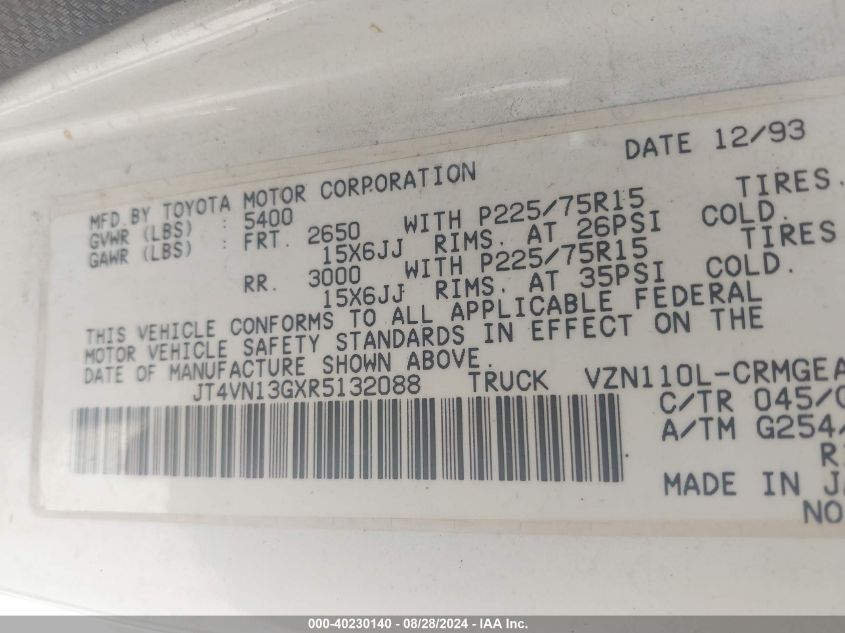 DATE 12/93
MFD.BY TOYOTA MOTOR CORPORATION
GVWR (LBS) : 5400
GAWR (LBS) : FRT. 2650 WITH P225/75R15 TIRES.
15X6JJ RIMS. AT 26PSI COLD.
RR. 3000 WITH P225/75R15 TIRES
15X6JJ RIMS. AT 35PSI COLD.
THIS VEHICLE CONFORMS TO ALL APPLICABLE FEDERAL
MOTOR VEHICLE SAFETY STANDARDS IN EFFECT ON THE
DATE OF MANUFACTURE SHOWN ABOVE.
JT4VN13GXR5132088 TRUCK VZN110L-CRMGEA
C/TR 045/
A/TM G254/
MADE IN
NO
000-40230140 - 08/28/2024 - IAA Inc.